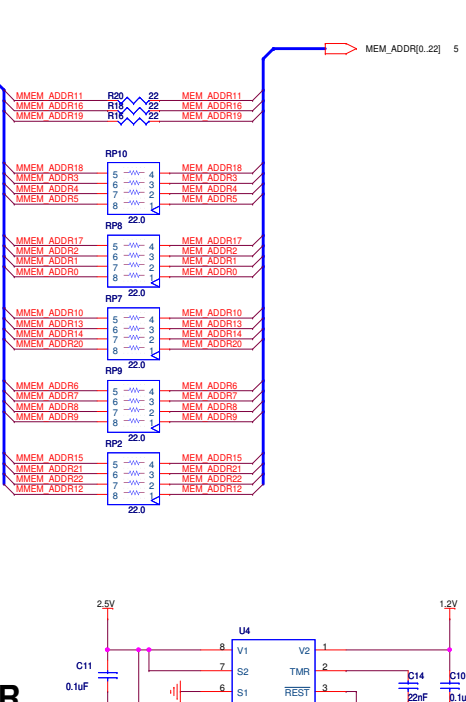 MEM_ADDR[0..22] 5
MMEM_ADDR11 R20 22 MEM_ADDR11
MMEM_ADDR16 R18 22 MEM_ADDR16
MMEM_ADDR19 22 MEM_ADDR19
RP10
MMEM_ADDR18 5 4 MEM_ADDR18
MMEM_ADDR3 6 3 MEM_ADDR3
MMEM_ADDR4 7 2 MEM_ADDR4
MMEM_ADDR5 8 1 MEM_ADDR5
22.0
RP8
MMEM_ADDR17 5 4 MEM_ADDR17
MMEM_ADDR2 6 3 MEM_ADDR2
MMEM_ADDR1 7 2 MEM_ADDR1
MMEM_ADDR0 8 1 MEM_ADDR0
22.0
RP7
MMEM_ADDR10 5 4 MEM_ADDR10
MMEM_ADDR13 6 3 MEM_ADDR13
MMEM_ADDR14 7 2 MEM_ADDR14
MMEM_ADDR20 8 1 MEM_ADDR20
22.0
RP9
MMEM_ADDR6 5 4 MEM_ADDR6
MMEM_ADDR7 6 3 MEM_ADDR7
MMEM_ADDR8 7 2 MEM_ADDR8
MMEM_ADDR9 8 1 MEM_ADDR9
22.0
RP2
MMEM_ADDR15 5 4 MEM_ADDR15
MMEM_ADDR21 6 3 MEM_ADDR21
MMEM_ADDR22 7 2 MEM_ADDR22
MMEM_ADDR12 8 1 MEM_ADDR12
22.0
2.5V 1.2V
U4
8 V1 V2 1
7 S2 TMR 2
C11 C14 C10
0.1uF 6 S1 REST 3
R 22nF 0.1u